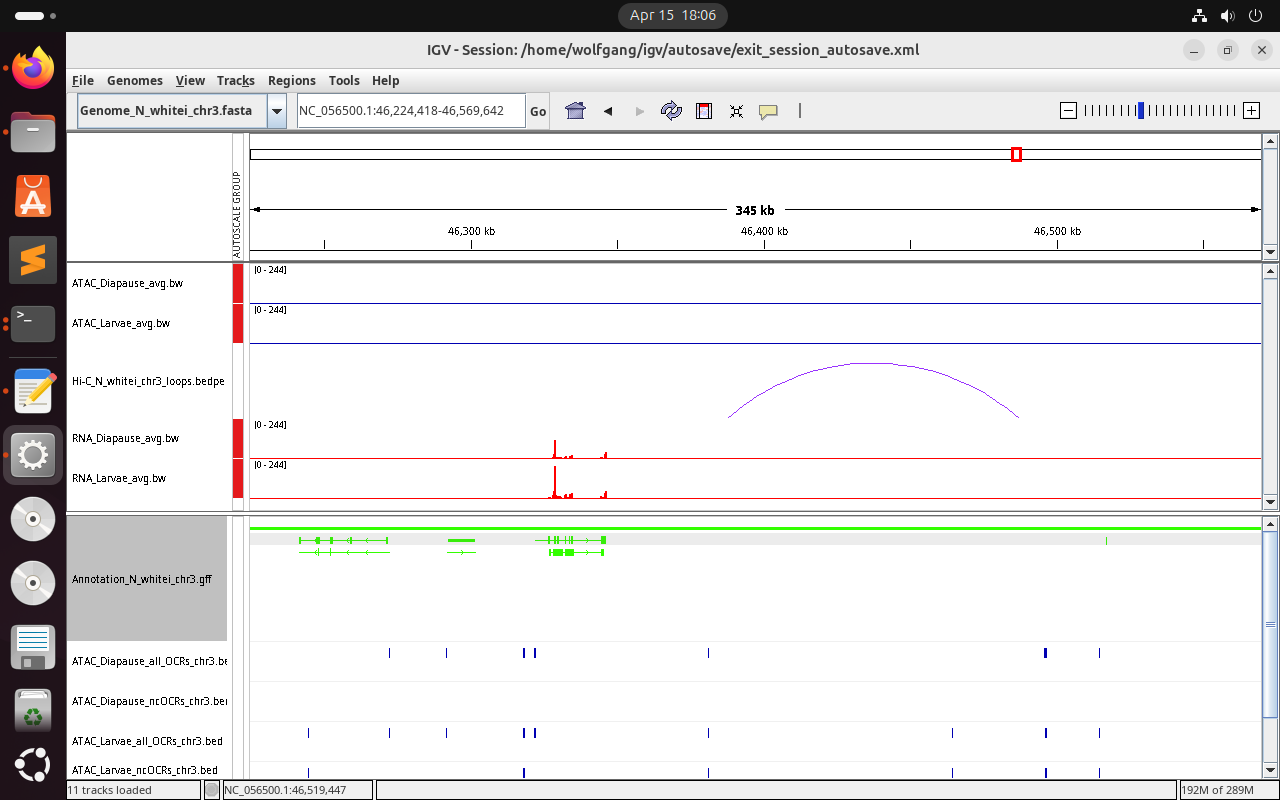 Apr 15 18:06
IGV - Session: /home/wolfgang/igv/autosave/exit_session_autosave.xml
File Genomes View Tracks Regions Tools Help
Genome_N_whitei_chr3.fasta NC_056500.1:46,224,418-46,569,642 Go
AUTOSCALE GROUP
345 kb
46,300 kb 46,400 kb 46,500 kb
[0 - 244]
ATAC_Diapause_avg.bw
[0 - 244]
ATAC_Larvae_avg.bw
Hi-C_N_whitei_chr3_loops.bedpe
[0 - 244]
RNA_Diapause_avg.bw
[0 - 244]
RNA_Larvae_avg.bw
Annotation_N_whitei_chr3.gff
ATAC_Diapause_all_OCRs_chr3.be
ATAC_Diapause_ncOCRs_chr3.be
ATAC_Larvae_all_OCRs_chr3.bed
ATAC_Larvae_ncOCRs_chr3.bed
11 tracks loaded NC_056500.1:46,519,447 192M of 289M